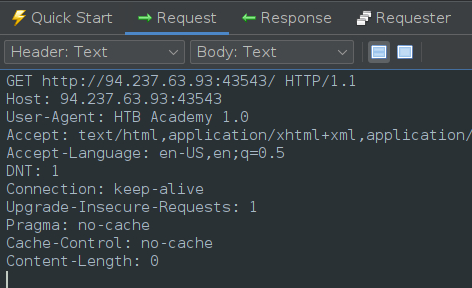 Quick Start Request Response Requester
Header: Text Body: Text
GET http://94.237.63.93:43543/ HTTP/1.1
Host: 94.237.63.93:43543
User-Agent: HTB Academy 1.0
Accept: text/html,application/xhtml+xml,application/
Accept-Language: en-US,en;q=0.5
DNT: 1
Connection: keep-alive
Upgrade-Insecure-Requests: 1
Pragma: no-cache
Cache-Control: no-cache
Content-Length: 0